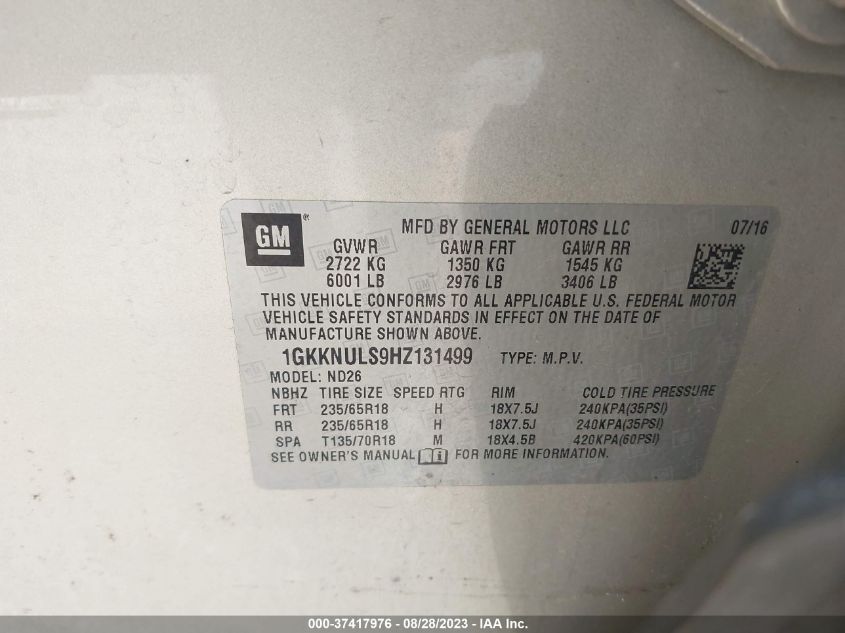 GM ®
MFD BY GENERAL MOTORS LLC 07/16
GVWR GAWR FRT GAWR RR
2722 KG 1350 KG 1545 KG
6001 LB 2976 LB 3406 LB
THIS VEHICLE CONFORMS TO ALL APPLICABLE U.S. FEDERAL MOTOR
VEHICLE SAFETY STANDARDS IN EFFECT ON THE DATE OF
MANUFACTURE SHOWN ABOVE.
1GKKNULS9HZ131499 TYPE: M.P.V.
MODEL: ND26
NBHZ TIRE SIZE SPEED RTG RIM COLD TIRE PRESSURE
FRT 235/65R18 H 18X7.5J 240KPA(35PSI)
RR 235/65R18 H 18X7.5J 240KPA(35PSI)
SPA T135/70R18 M 18X4.5B 420KPA(60PSI)
SEE OWNER'S MANUAL FOR MORE INFORMATION.
000-37417976 - 08/28/2023 - IAA Inc.